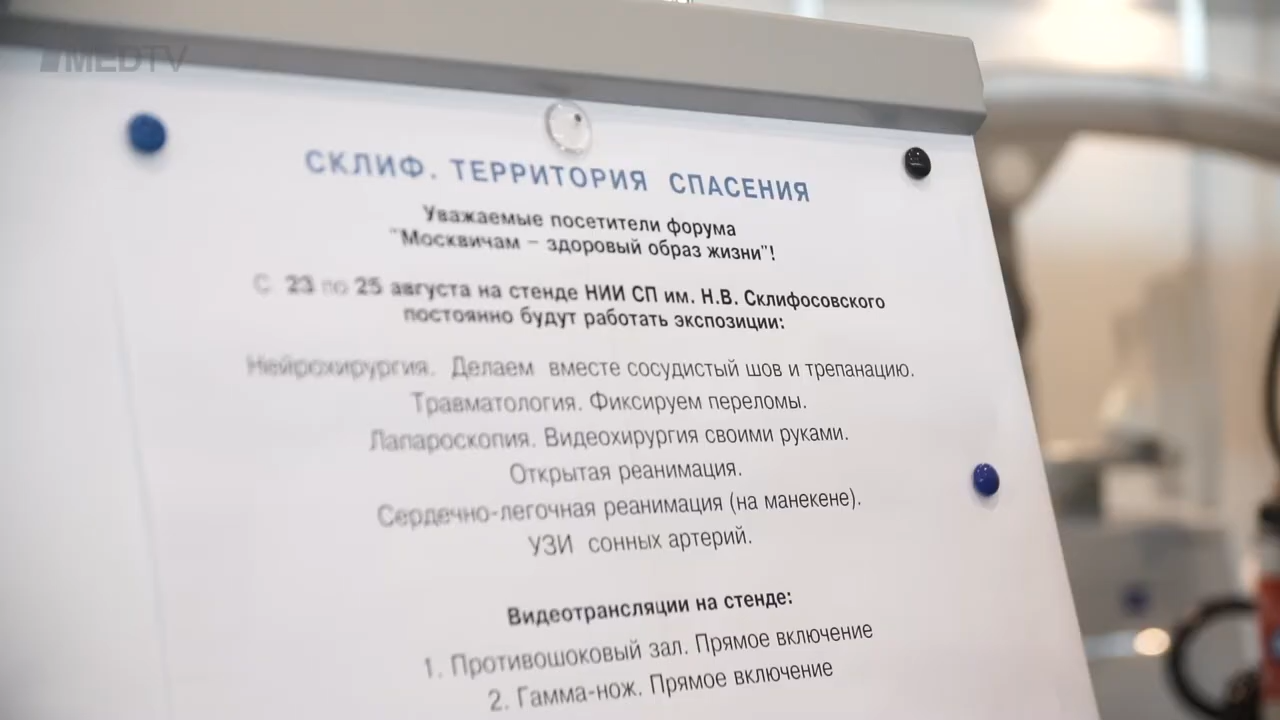 MEDTV
СКЛИФ. ТЕРРИТОРИЯ СПАСЕНИЯ
Уважаемые посетители форума
"Москвичам – здоровый образ жизни"!
С 23 по 25 августа на стенде НИИ СП им. Н.В. Склифосовского
постоянно будут работать экспозиции:
Нейрохирургия. Делаем вместе сосудистый шов и трепанацию.
Травматология. Фиксируем переломы.
Лапароскопия. Видеохирургия своими руками.
Открытая реанимация.
Сердечно-легочная реанимация (на манекене).
УЗИ сонных артерий.
Видеотрансляции на стенде:
1. Противошоковый зал. Прямое включение
2. Гамма-нож. Прямое включение